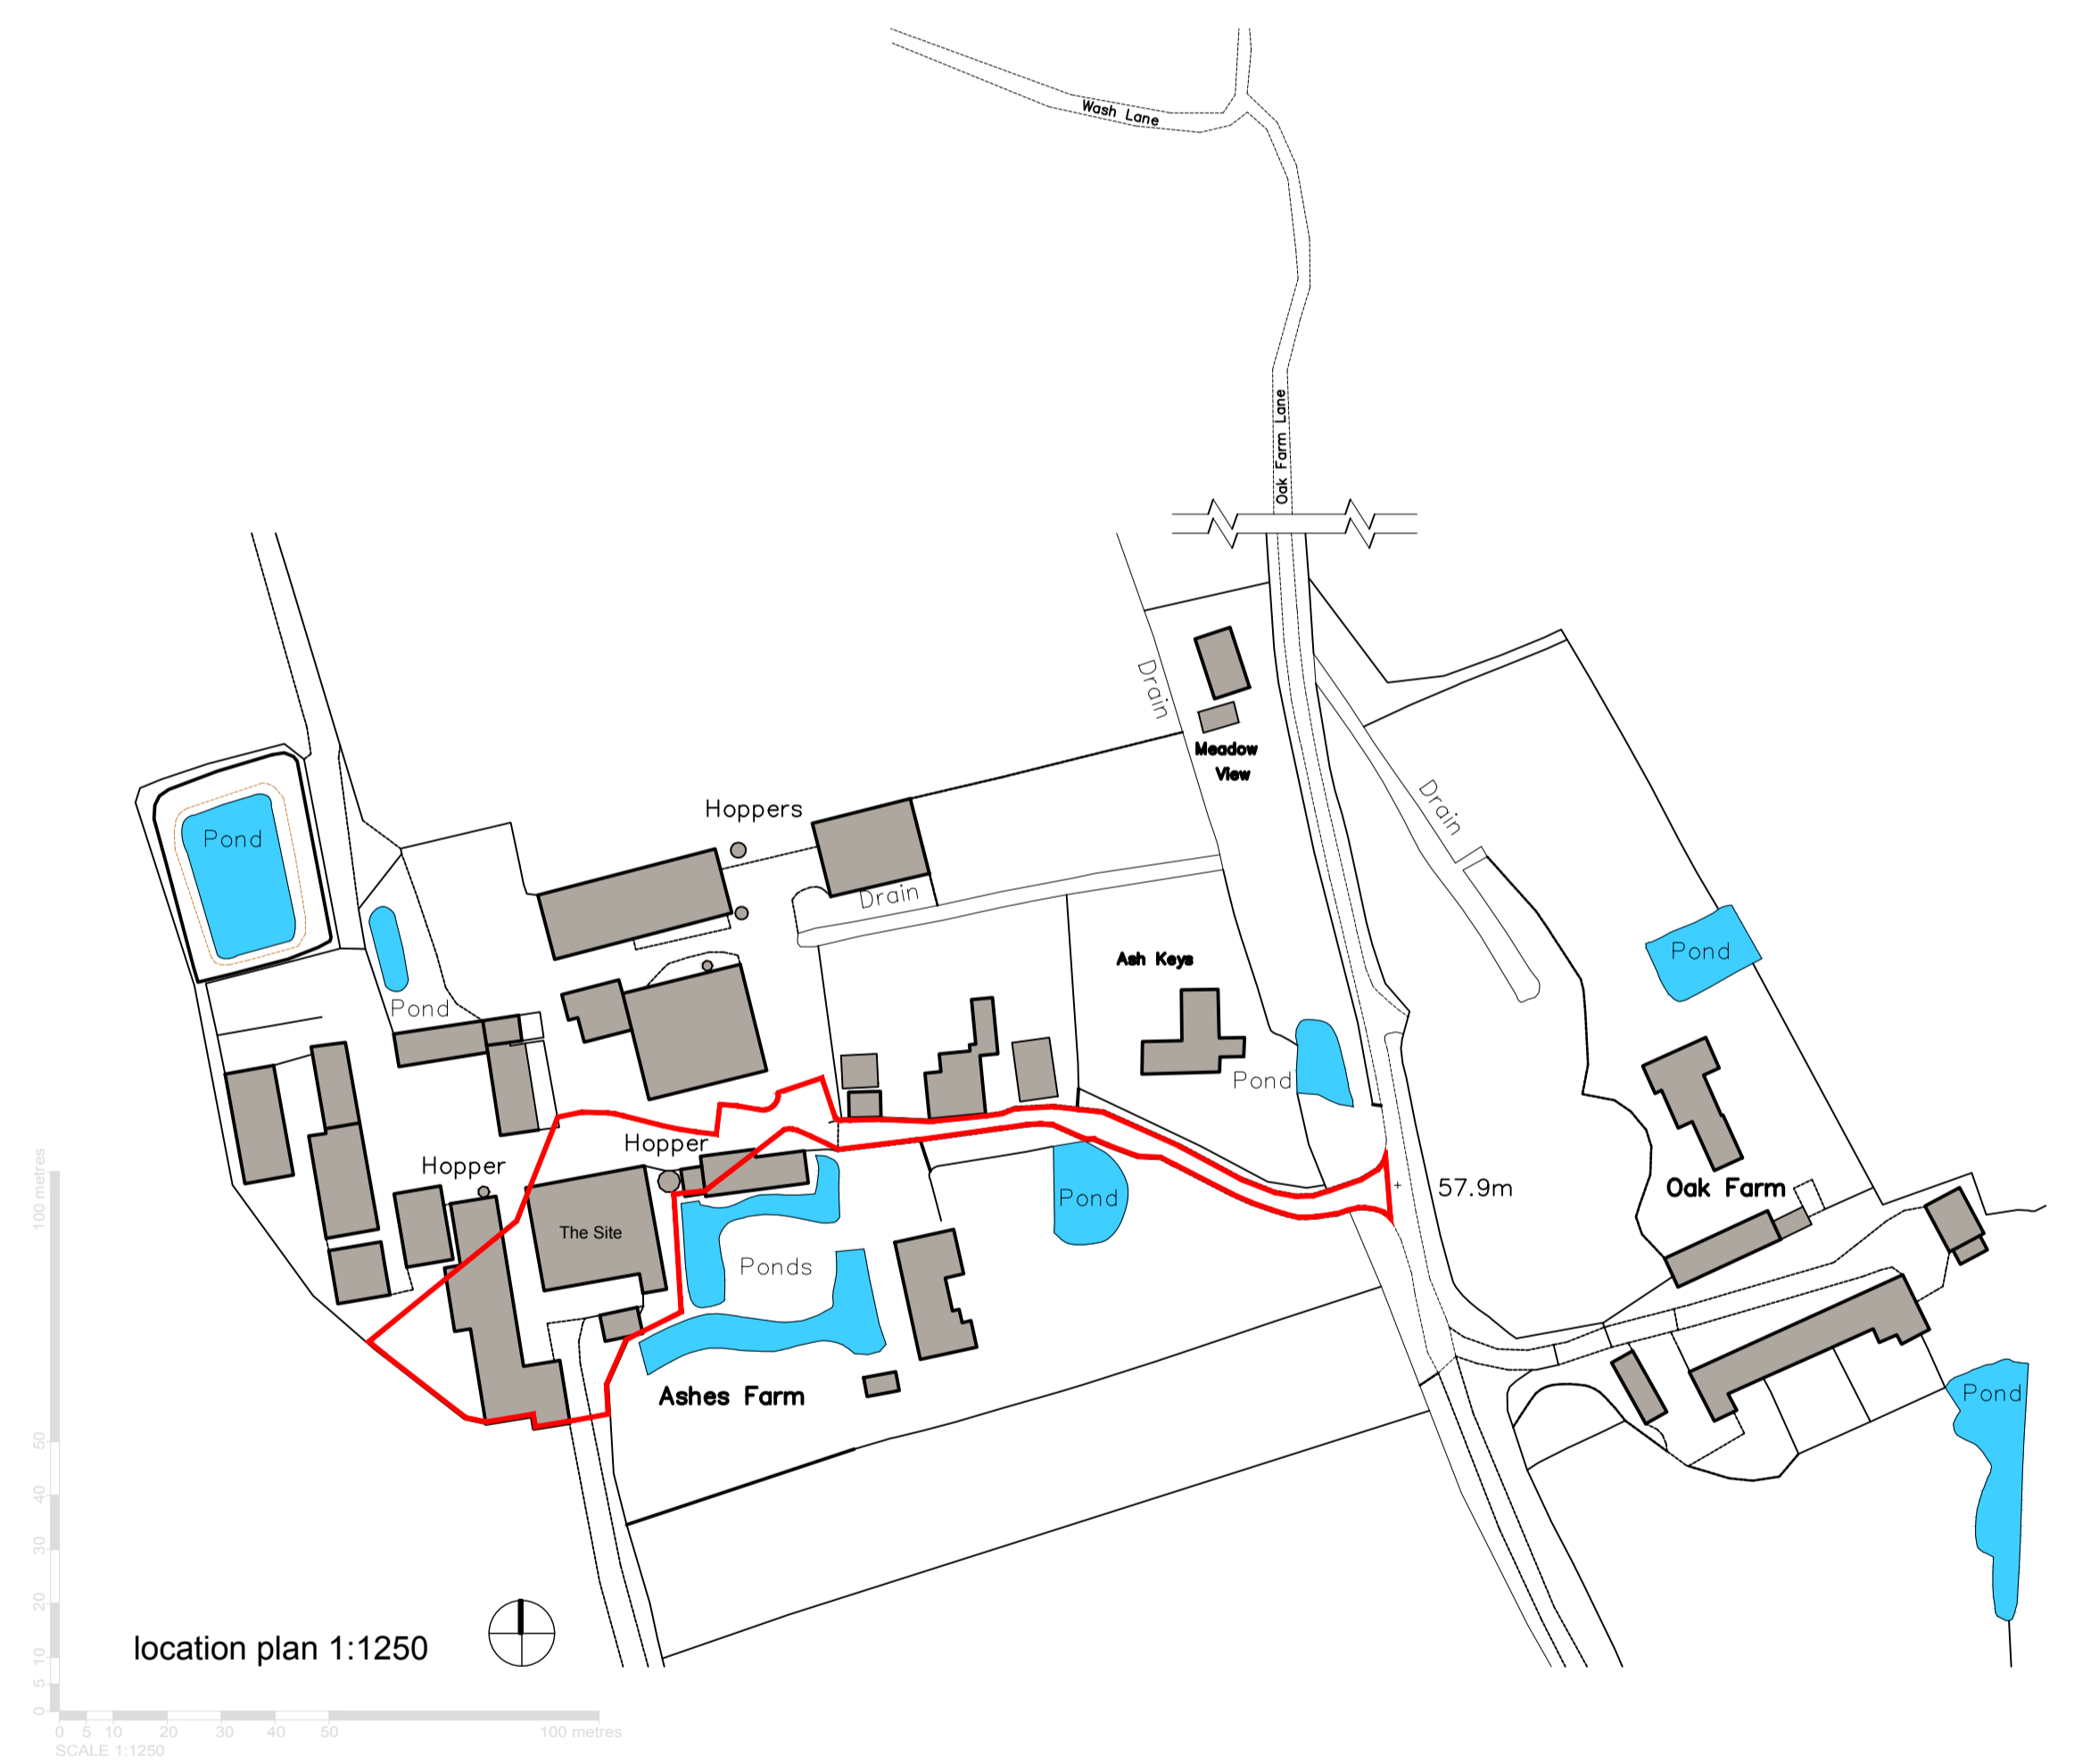 Wash Lane
Oak Farm Lane
Drain
Meadow
View
Drain
Hoppers
Pond
Drain
Ash Keys
Pond
Pond
Pond
Hopper
Hopper
57.9m
Oak Farm
Pond
The Site
Ponds
Ashes Farm
Pond
location plan 1:1250
100 metres
50
40
30
20
10
5
0
0 5 10 20 30 40 50 100 metres
SCALE 1:1250